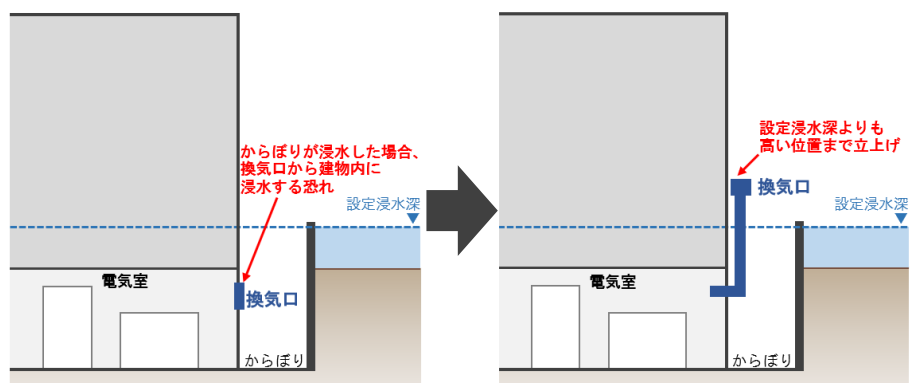 からぼりが浸水した場合、
換気口から建物内に
浸水する恐れ
設定浸水深
電気室
換気口
からぼり
設定浸水深よりも
高い位置まで立上げ
換気口
設定浸水深
電気室
からぼり